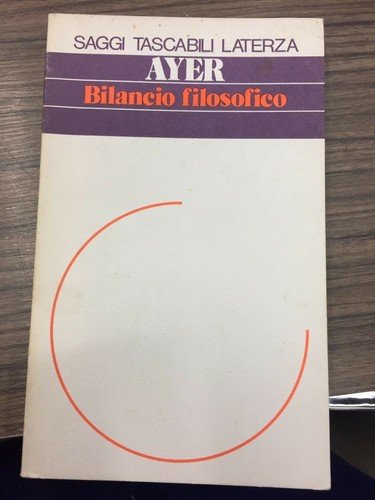 SAGGI TASCABILI LATERZA
AYER
Bilancio filosofico